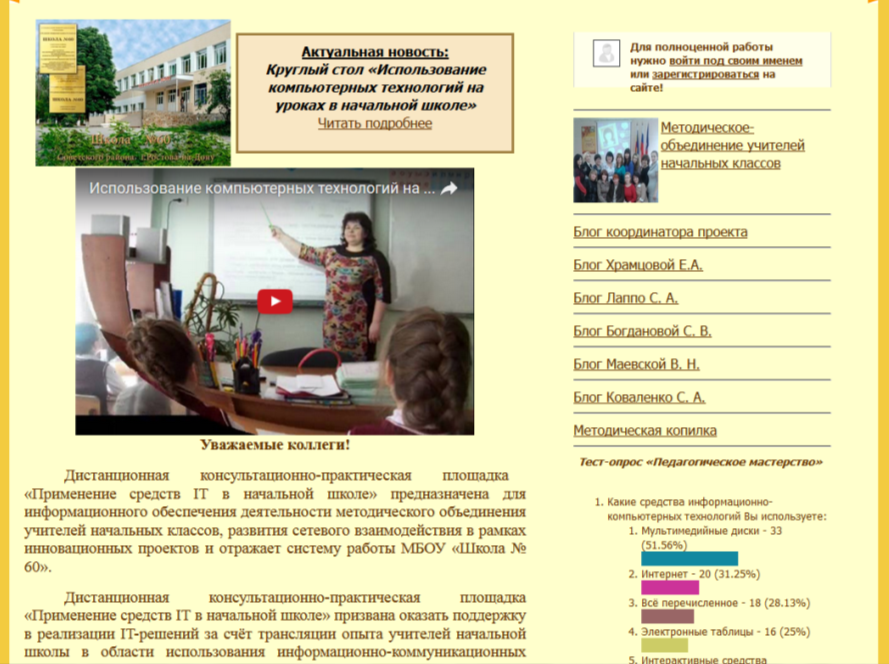 ШКОЛА №60
ШКОЛА №60
Школа №60
Советского района г.Ростова-на-Дону
Актуальная новость:
Круглый стол «Использование
компьютерных технологий на
уроках в начальной школе»
Читать подробнее
Использование компьютерных технологий на ...
Уважаемые коллеги!
Дистанционная консультационно-практическая площадка
«Применение средств IT в начальной школе» предназначена для
информационного обеспечения деятельности методического объединения
учителей начальных классов, развития сетевого взаимодействия в рамках
инновационных проектов и отражает систему работы МБОУ «Школа №
60».
Дистанционная консультационно-практическая площадка
«Применение средств IT в начальной школе» призвана оказать поддержку
в реализации IT-решений за счёт трансляции опыта учителей начальной
школы в области использования информационно-коммуникационных
Для полноценной работы
нужно войти под своим именем
или зарегистрироваться на
сайте!
Методическое-
объединение учителей
начальных классов
Блог координатора проекта
Блог Храмцовой Е.А.
Блог Лаппо С. А.
Блог Богдановой С. В.
Блог Маевской В. Н.
Блог Коваленко С. А.
Методическая копилка
Тест-опрос «Педагогическое мастерство»
1. Какие средства информационно-
компьютерных технологий Вы используете:
1. Мультимедийные диски - 33
(51.56%)
2. Интернет - 20 (31.25%)
3. Всё перечисленное - 18 (28.13%)
4. Электронные таблицы - 16 (25%)
5. Интерактивные средства